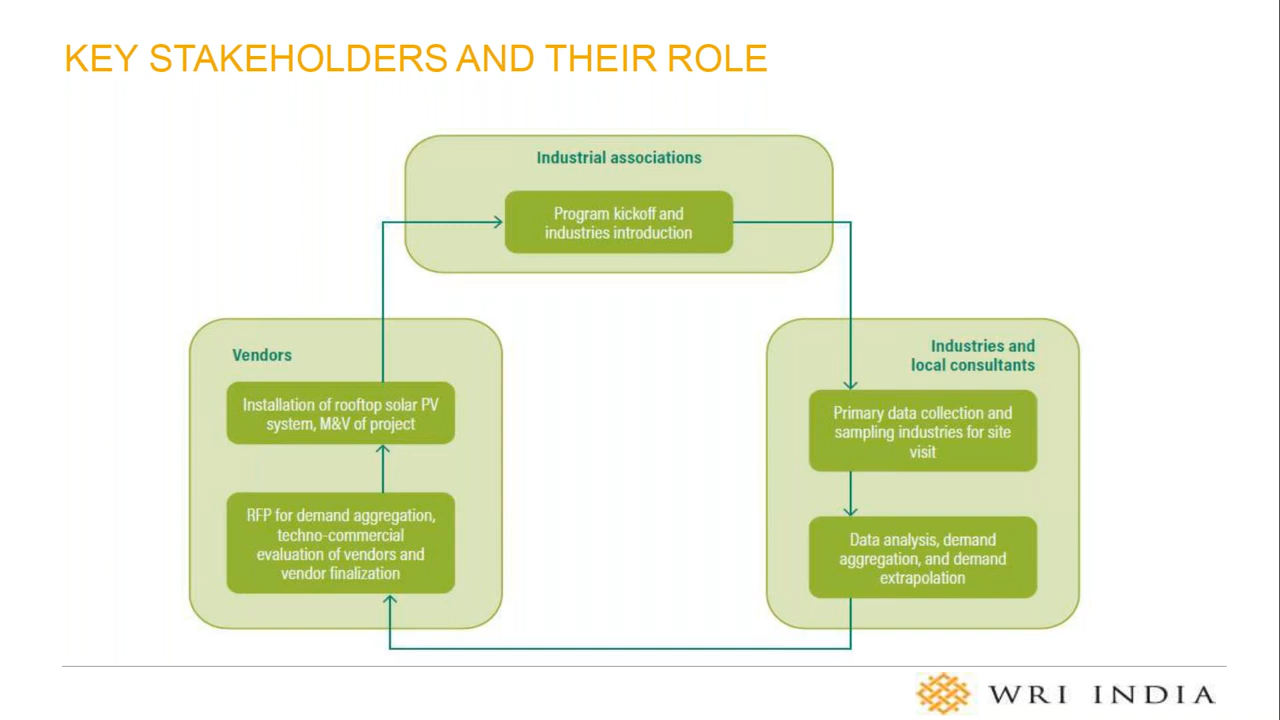 KEY STAKEHOLDERS AND THEIR ROLE
Industrial associations
Program kickoff and
industries introduction
Vendors
Installation of rooftop solar PV
system, M&V of project
RFP for demand aggregation,
techno-commercial
evaluation of vendors and
vendor finalization
Industries and
local consultants
Primary data collection and
sampling industries for site
visit
Data analysis, demand
aggregation, and demand
extrapolation
WRI INDIA